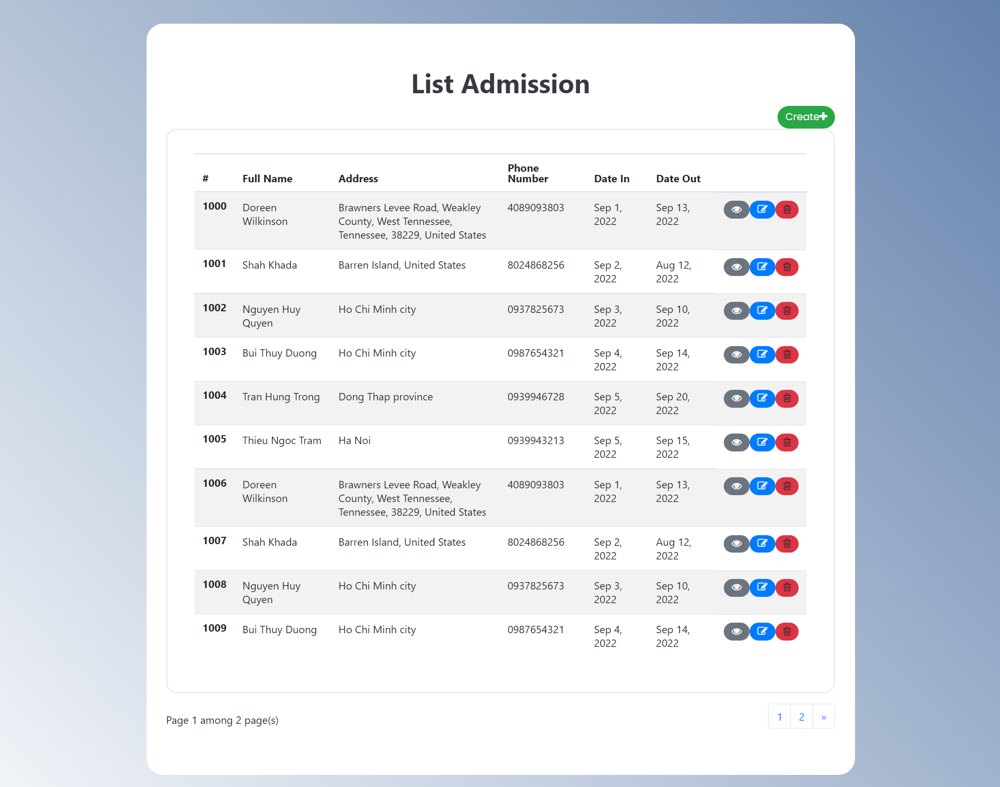 List Admission
Create
# Full Name Address Phone Number Date In Date Out
1000 Doreen Wilkinson Brawners Levee Road, Weakley County, West Tennessee, Tennessee, 38229, United States 4089093803 Sep 1, 2022 Sep 13, 2022
1001 Shah Khada Barren Island, United States 8024868256 Sep 2, 2022 Aug 12, 2022
1002 Nguyen Huy Quyen Ho Chi Minh city 0937825673 Sep 3, 2022 Sep 10, 2022
1003 Bui Thuy Duong Ho Chi Minh city 0987654321 Sep 4, 2022 Sep 14, 2022
1004 Tran Hung Trong Dong Thap province 0939946728 Sep 5, 2022 Sep 20, 2022
1005 Thieu Ngoc Tram Ha Noi 0939943213 Sep 5, 2022 Sep 15, 2022
1006 Doreen Wilkinson Brawners Levee Road, Weakley County, West Tennessee, Tennessee, 38229, United States 4089093803 Sep 1, 2022 Sep 13, 2022
1007 Shah Khada Barren Island, United States 8024868256 Sep 2, 2022 Aug 12, 2022
1008 Nguyen Huy Quyen Ho Chi Minh city 0937825673 Sep 3, 2022 Sep 10, 2022
1009 Bui Thuy Duong Ho Chi Minh city 0987654321 Sep 4, 2022 Sep 14, 2022
Page 1 among 2 page(s)
1 2 »